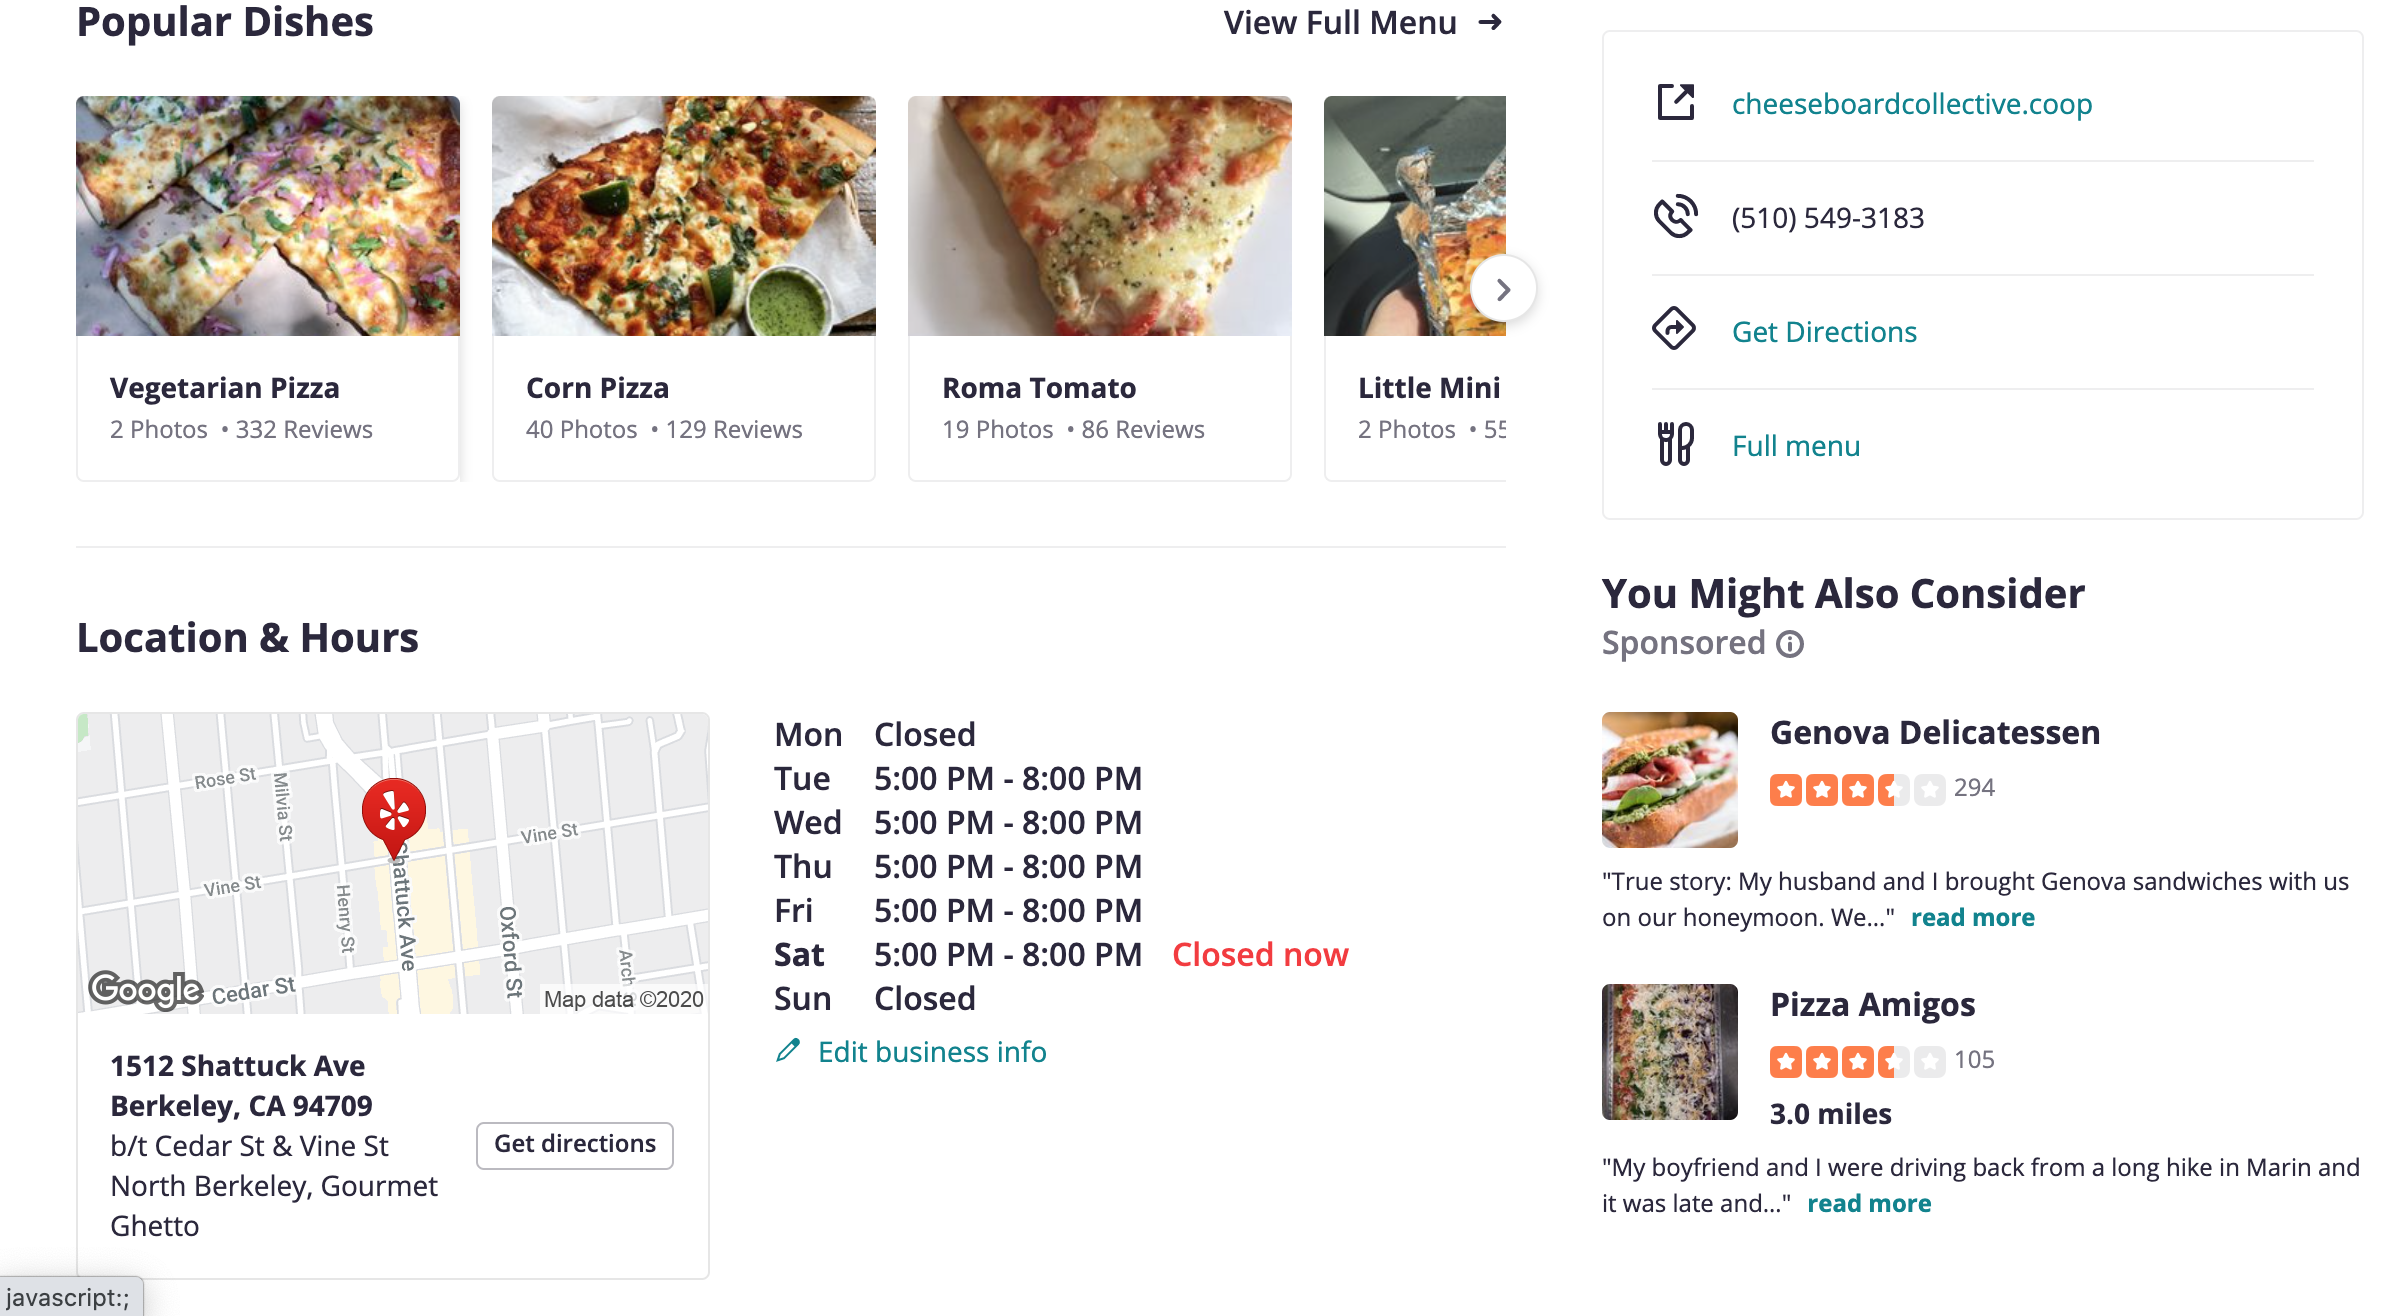 Popular Dishes
View Full Menu
Vegetarian Pizza
2 Photos • 332 Reviews
Corn Pizza
40 Photos • 129 Reviews
Roma Tomato
19 Photos • 86 Reviews
Little Mini
2 Photos • 55
Location & Hours
Rose St
Milvia St
Vine St
Vine St
Henry St
Shattuck Ave
Oxford St
Arch
Cedar St
Google
Map data ©2020
1512 Shattuck Ave
Berkeley, CA 94709
b/t Cedar St & Vine St
North Berkeley, Gourmet
Ghetto
Get directions
Mon Closed
Tue 5:00 PM - 8:00 PM
Wed 5:00 PM - 8:00 PM
Thu 5:00 PM - 8:00 PM
Fri 5:00 PM - 8:00 PM
Sat 5:00 PM - 8:00 PM Closed now
Sun Closed
Edit business info
cheeseboardcollective.coop
(510) 549-3183
Get Directions
Full menu
You Might Also Consider
Sponsored
Genova Delicatessen
294
"True story: My husband and I brought Genova sandwiches with us
on our honeymoon. We..." read more
Pizza Amigos
105
3.0 miles
"My boyfriend and I were driving back from a long hike in Marin and
it was late and..." read more
javascript:;